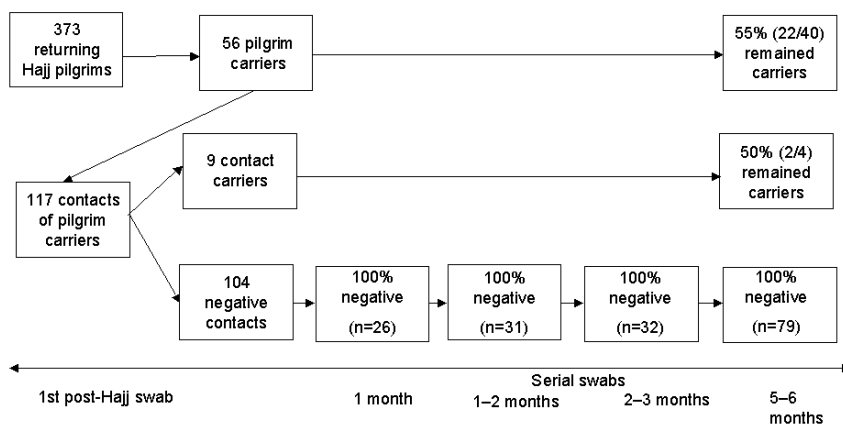 373
returning
Hajj pilgrims
56 pilgrim
carriers
55% (22/40)
remained
carriers
9 contact
carriers
50% (2/4)
remained
carriers
117 contacts
of pilgrim
carriers
104
negative
contacts
100%
negative
(n=26)
100%
negative
(n=31)
100%
negative
(n=32)
100%
negative
(n=79)
Serial swabs
1st post-Hajj swab
1 month
1–2 months
2–3 months
5–6
months